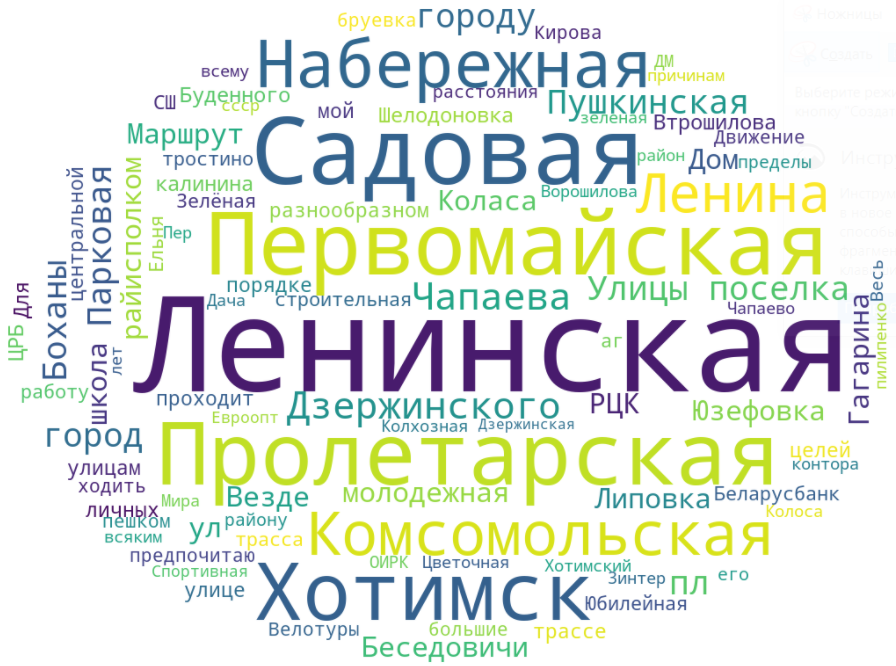 бруевка
городу
Кирова
Набережная
ДМ
причинам
всему
СШ
Буденного
ссср
мой
расстояния
Шелодоновка
Пушкинская
зеленая
Втрошилова
Движение
Маршрут
Садовая
тростино
район
Дом
пределы
калинина
Зелёная
разнообразном
Коласа
Ворошилова
Ленина
центральной
Парковая
райисполком
Ельня
Пер
Первомайская
порядке
Дача
строительная
Чапаева
Улицы поселка
Чапаево
Весь
ЦРБ
Для
Боханы
Ленинская
аг
Гагарина
пилипенко
школа
лет
работу
проходит
Евроопт
Дзержинского
РЦК
Юзефовка
Колхозная
Дзержинская
город
Пролетарская
целей
контора
улицам
ходить
Мира
личных
Везде
молодежная
Липовка
Беларусбанк
Колоса
пешком
всяким
ул
району
трасса
Комсомольская
предпочитаю
Спортивная
улице
ОИРК
Цветочная
Хотимский
Хотимск
Зинтер
пл
его
Юбилейная
Велотуры
большие
трассе
Беседовичи
Ножницы
Создать